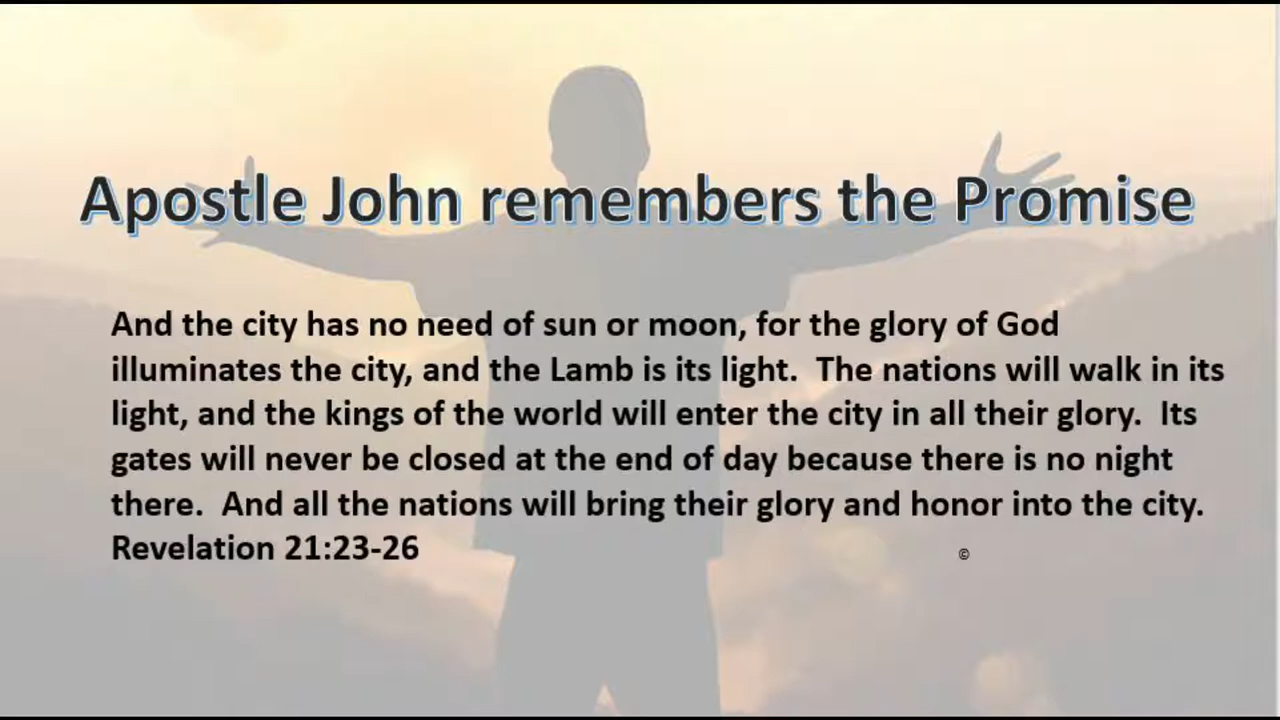 Apostle John remembers the Promise
And the city has no need of sun or moon, for the glory of God
illuminates the city, and the Lamb is its light.  The nations will walk in its
light, and the kings of the world will enter the city in all their glory.  Its
gates will never be closed at the end of day because there is no night
there.  And all the nations will bring their glory and honor into the city.
Revelation 21:23-26 ©